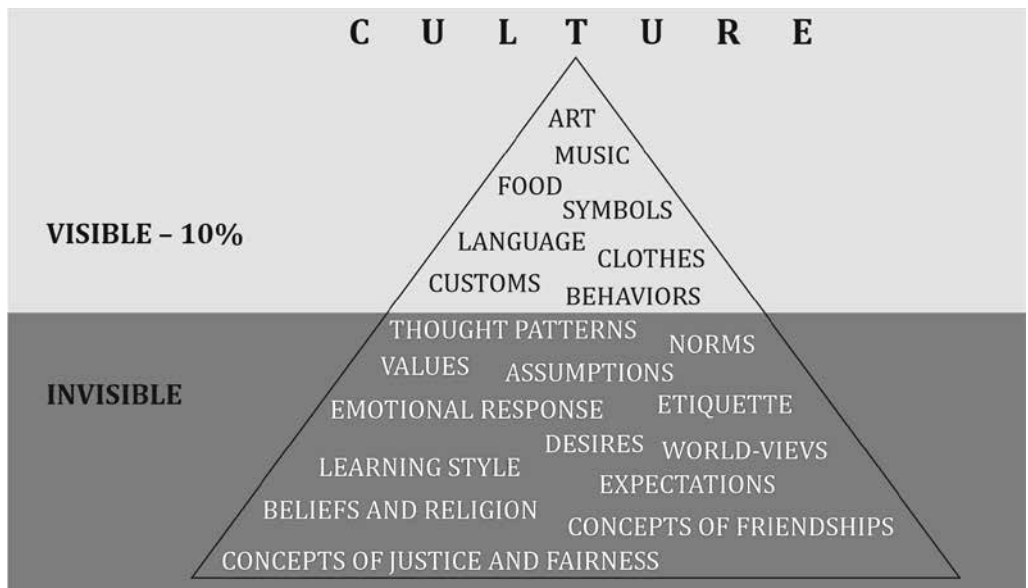 CULTURE
ART
MUSIC
FOOD
SYMBOLS
VISIBLE – 10%
LANGUAGE
CLOTHES
CUSTOMS
BEHAVIORS
THOUGHT PATTERNS
NORMS
VALUES
ASSUMPTIONS
INVISIBLE
EMOTIONAL RESPONSE
ETIQUETTE
DESIRES
WORLD-VIEVS
LEARNING STYLE
EXPECTATIONS
BELIEFS AND RELIGION
CONCEPTS OF FRIENDSHIPS
CONCEPTS OF JUSTICE AND FAIRNESS